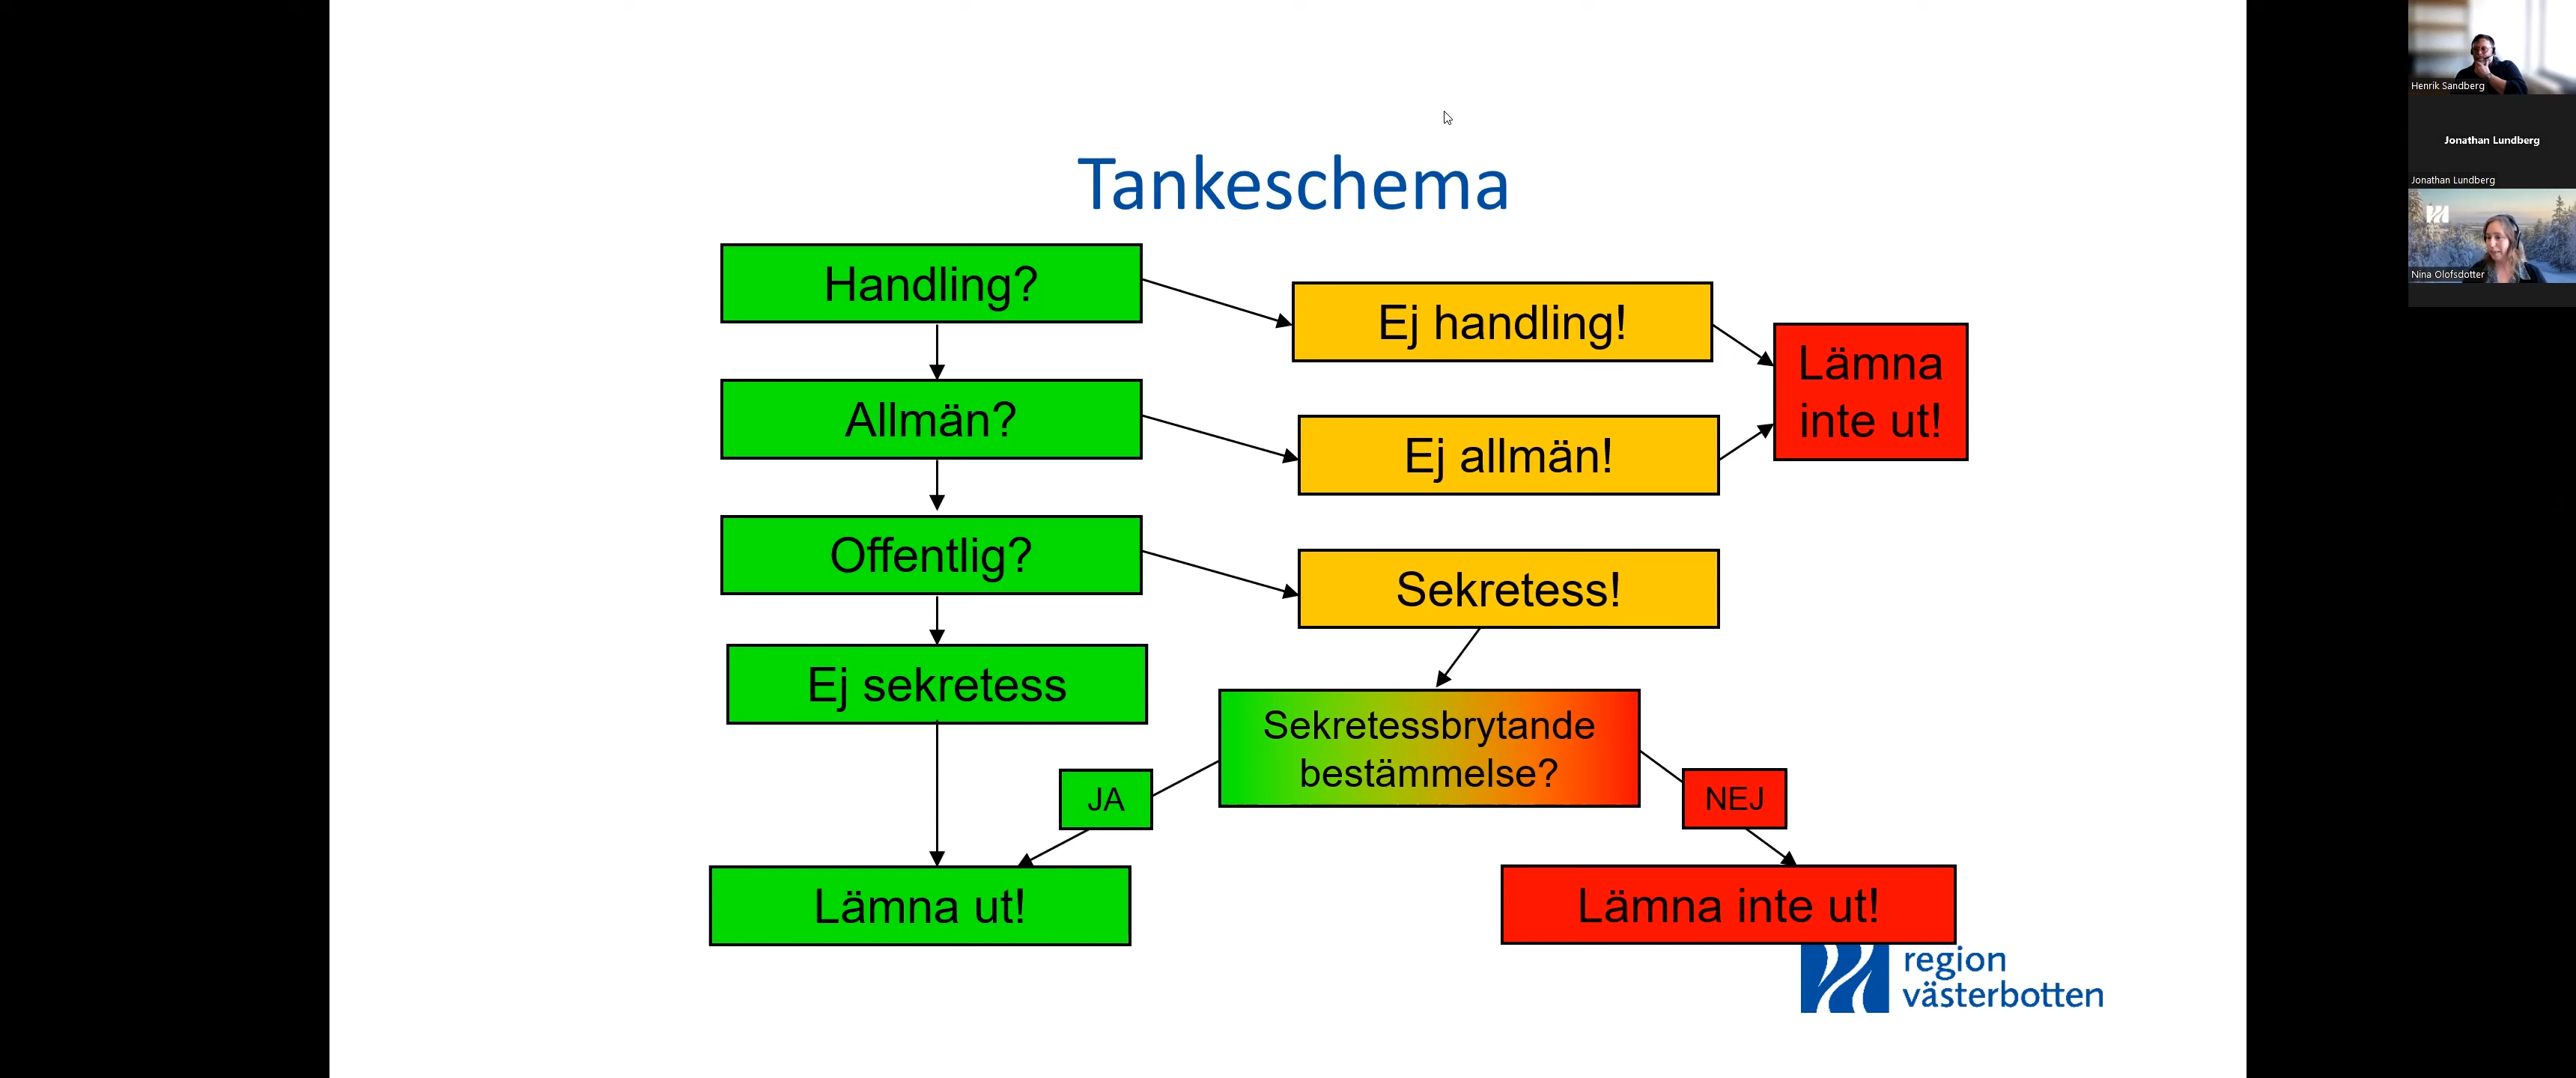 Tankeschema
Handling?
Ej handling!
Lämna
inte ut!
Allmän?
Ej allmän!
Offentlig?
Sekretess!
Ej sekretess
Sekretessbrytande
bestämmelse?
JA
NEJ
Lämna ut!
Lämna inte ut!
region
västerbotten
Henrik Sandberg
Jonathan Lundberg
Jonathan Lundberg
Nina Olofsdotter